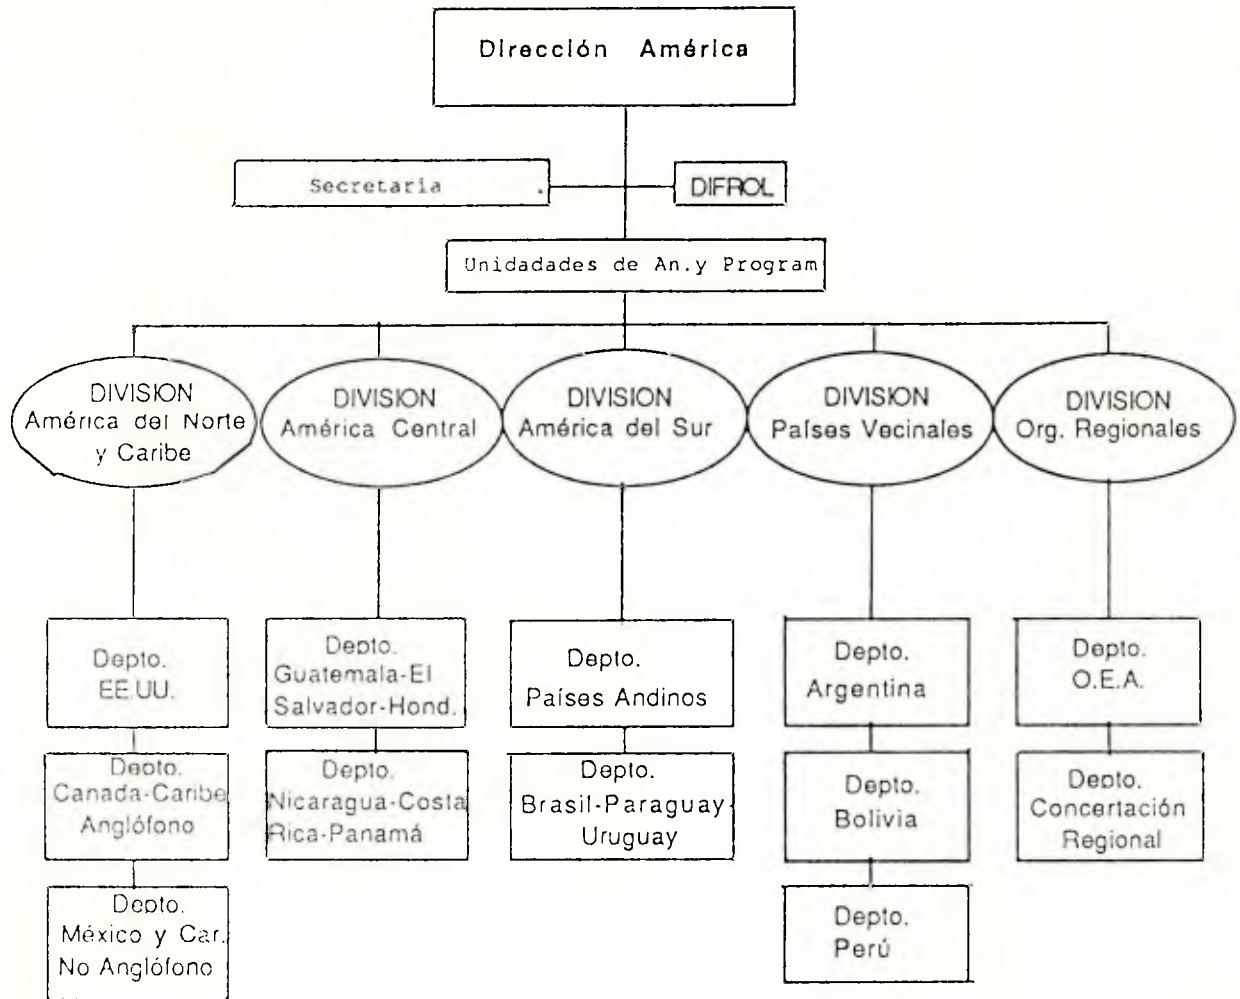 Dirección América
Secretaria .
DIFROL
Unidadades de An.y Program
DIVISION
América del Norte
y Caribe
DIVISION
América Central
DIVISION
América del Sur
DIVISION
Países Vecinales
DIVISION
Org. Regionales
Depto.
EE.UU.
Depto.
Canada-Caribe
Anglófono
Depto.
México y Car.
No Anglófono
Depto.
Guatemala-El
Salvador-Hond.
Depto.
Nicaragua-Costa
Rica-Panamá
Depto.
Países Andinos
Depto.
Brasil-Paraguay
Uruguay
Depto.
Argentina
Depto.
Bolivia
Depto.
Perú
Depto.
O.E.A.
Depto.
Concertación
Regional